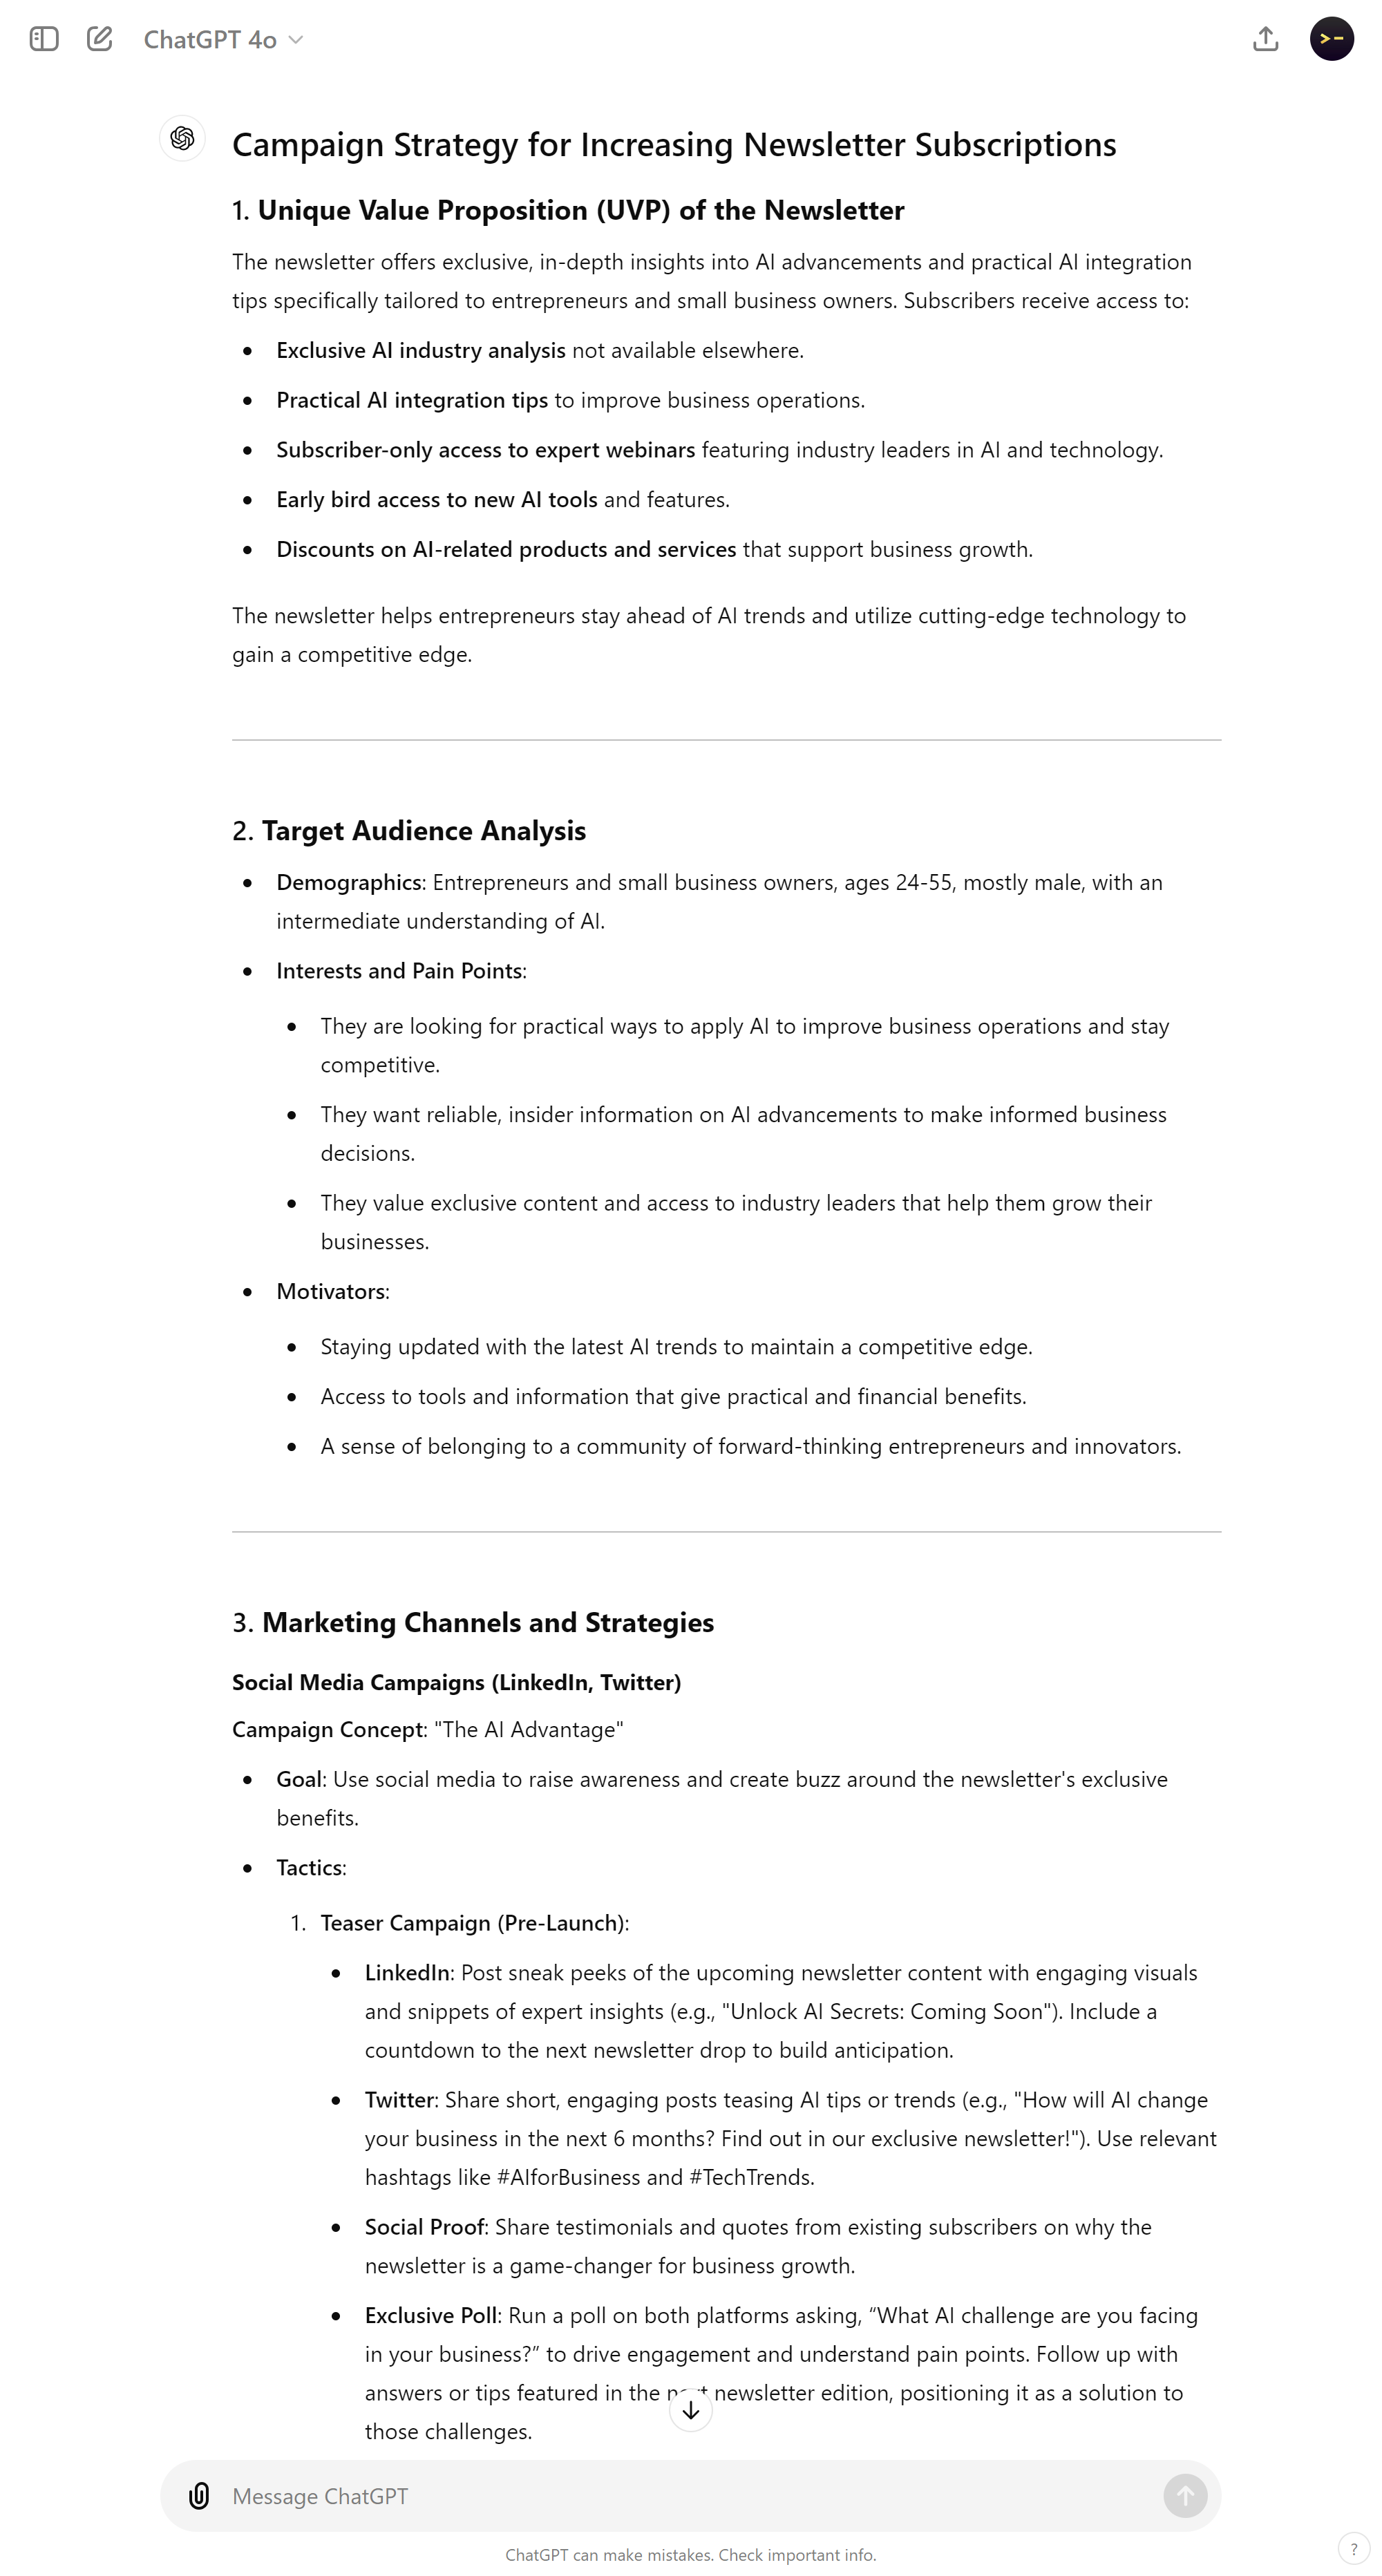 ChatGPT 4o
Campaign Strategy for Increasing Newsletter Subscriptions
1. Unique Value Proposition (UVP) of the Newsletter
The newsletter offers exclusive, in-depth insights into AI advancements and practical AI integration
tips specifically tailored to entrepreneurs and small business owners. Subscribers receive access to:
• Exclusive AI industry analysis not available elsewhere.
• Practical AI integration tips to improve business operations.
• Subscriber-only access to expert webinars featuring industry leaders in AI and technology.
• Early bird access to new AI tools and features.
• Discounts on AI-related products and services that support business growth.
The newsletter helps entrepreneurs stay ahead of AI trends and utilize cutting-edge technology to
gain a competitive edge.
2. Target Audience Analysis
• Demographics: Entrepreneurs and small business owners, ages 24-55, mostly male, with an
intermediate understanding of AI.
• Interests and Pain Points:
• They are looking for practical ways to apply AI to improve business operations and stay
competitive.
• They want reliable, insider information on AI advancements to make informed business
decisions.
• They value exclusive content and access to industry leaders that help them grow their
businesses.
• Motivators:
• Staying updated with the latest AI trends to maintain a competitive edge.
• Access to tools and information that give practical and financial benefits.
• A sense of belonging to a community of forward-thinking entrepreneurs and innovators.
3. Marketing Channels and Strategies
Social Media Campaigns (LinkedIn, Twitter)
Campaign Concept: "The AI Advantage"
• Goal: Use social media to raise awareness and create buzz around the newsletter's exclusive
benefits.
• Tactics:
1. Teaser Campaign (Pre-Launch):
• LinkedIn: Post sneak peeks of the upcoming newsletter content with engaging visuals
and snippets of expert insights (e.g., "Unlock AI Secrets: Coming Soon"). Include a
countdown to the next newsletter drop to build anticipation.
• Twitter: Share short, engaging posts teasing AI tips or trends (e.g., "How will AI change
your business in the next 6 months? Find out in our exclusive newsletter!"). Use relevant
hashtags like #AIforBusiness and #TechTrends.
• Social Proof: Share testimonials and quotes from existing subscribers on why the
newsletter is a game-changer for business growth.
• Exclusive Poll: Run a poll on both platforms asking, “What AI challenge are you facing
in your business?” to drive engagement and understand pain points. Follow up with
answers or tips featured in the next newsletter edition, positioning it as a solution to
those challenges.
Message ChatGPT
ChatGPT can make mistakes. Check important info.
?